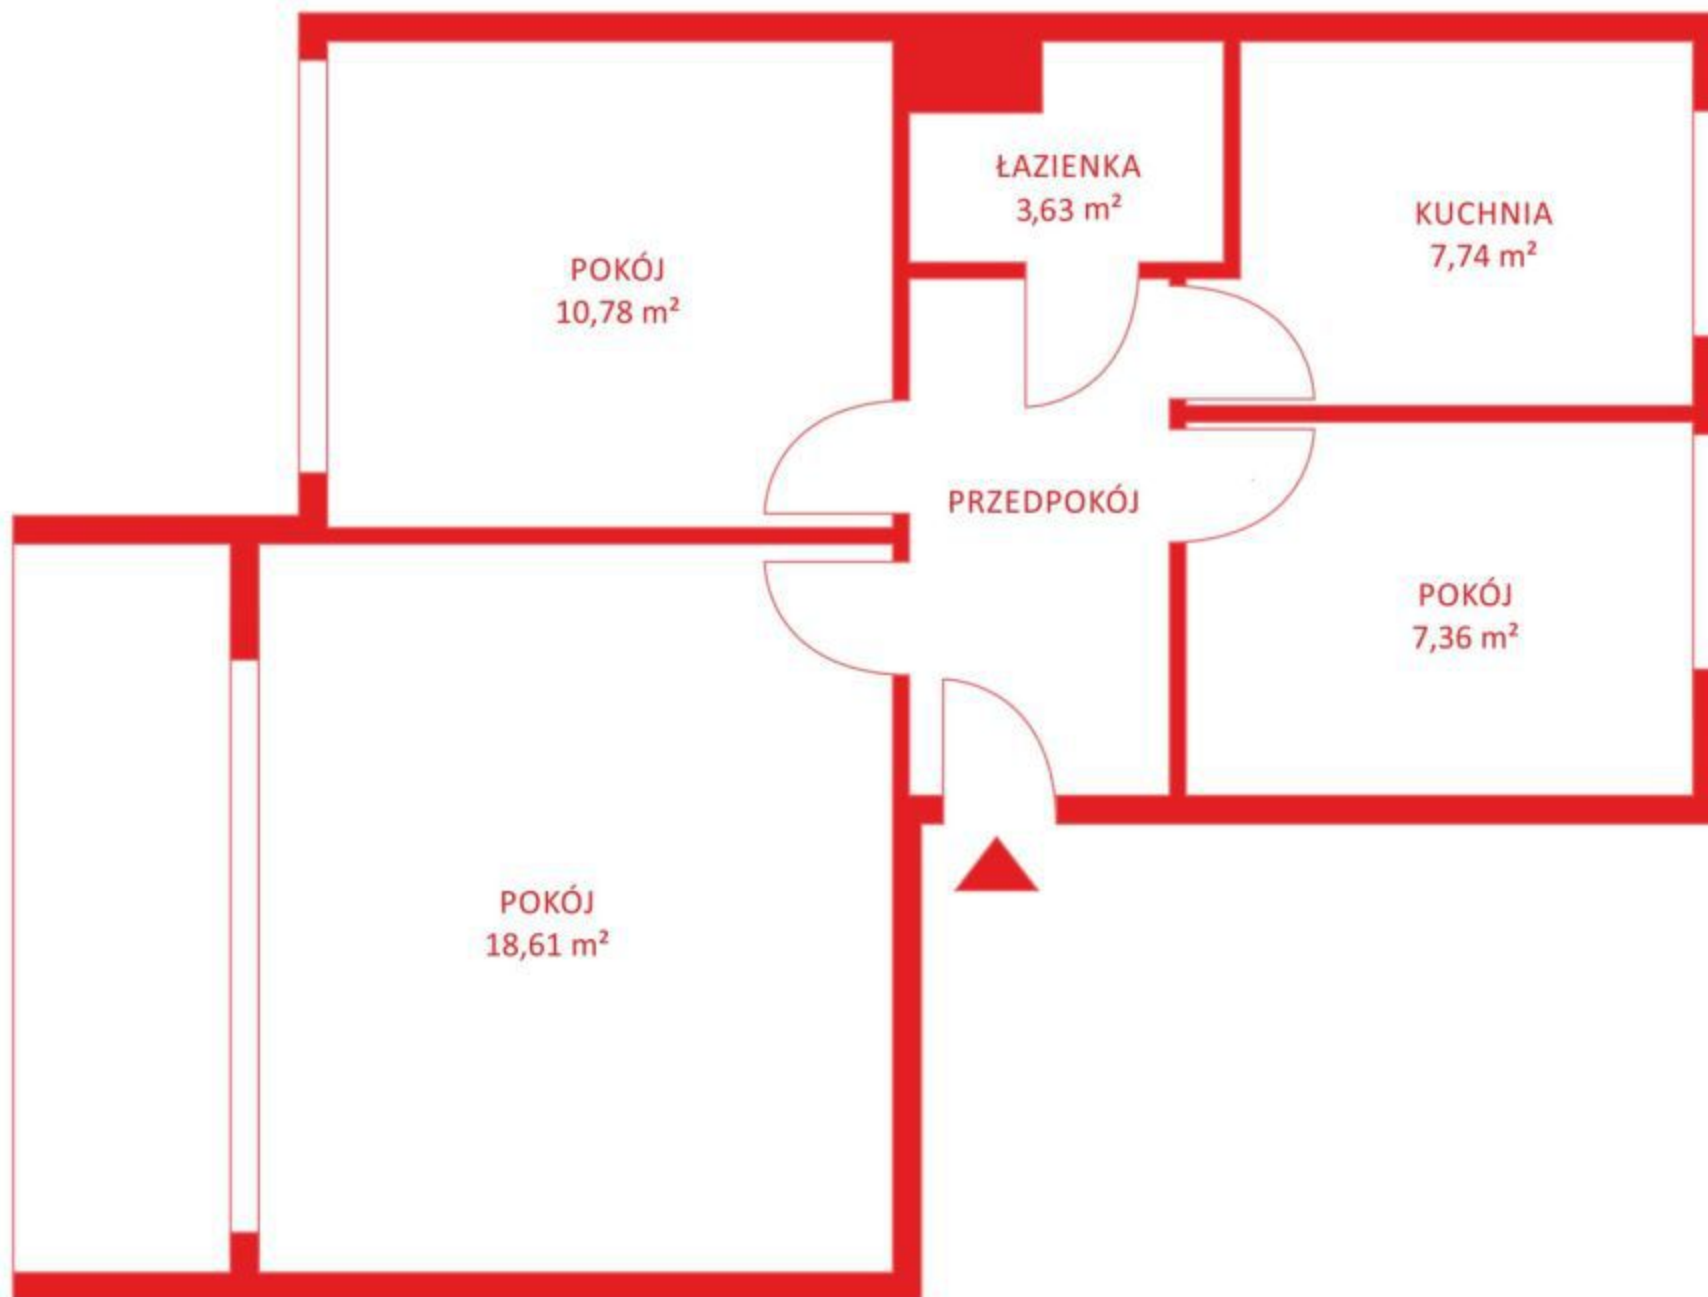 ŁAZIENKA
3,63 m²
KUCHNIA
7,74 m²
POKÓJ
10,78 m²
PRZEDPOKÓJ
POKÓJ
7,36 m²
POKÓJ
18,61 m²